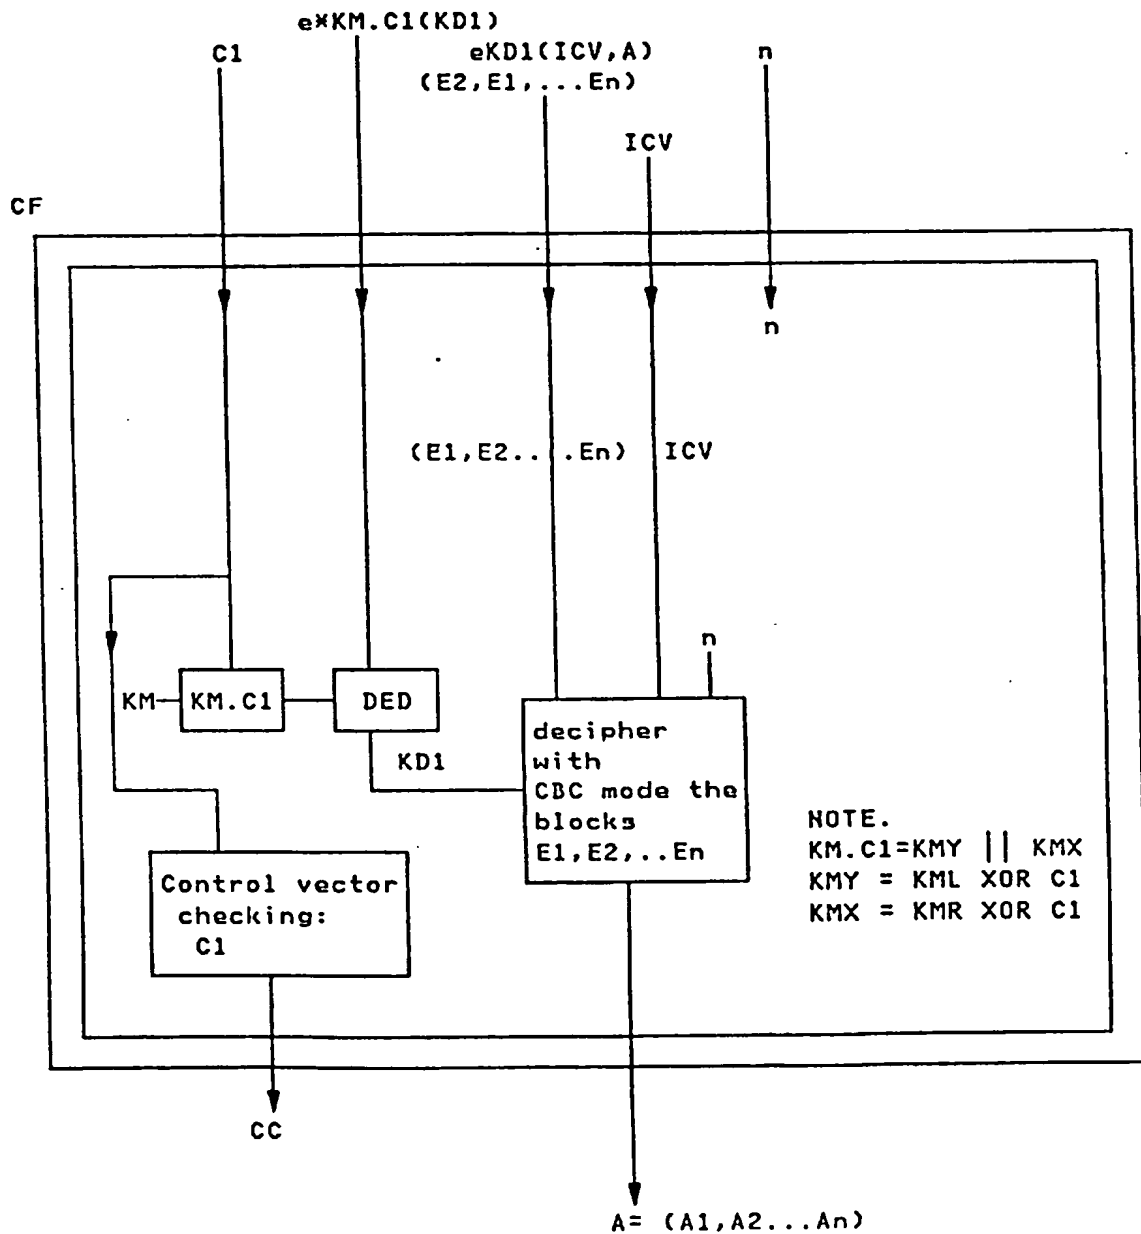 e*KM.C1(KD1)
C1
eKD1(ICV,A)
n
(E2,E1,...En)
ICV
CF
n
(E1,E2....En)
ICV
n
KM
KM.C1
DED
KD1
decipher
with
CBC mode the
blocks
E1,E2,..En
NOTE.
KM.C1=KMY || KMX
KMY = KML XOR C1
KMX = KMR XOR C1
Control vector
checking:
C1
CC
A= (A1,A2...An)